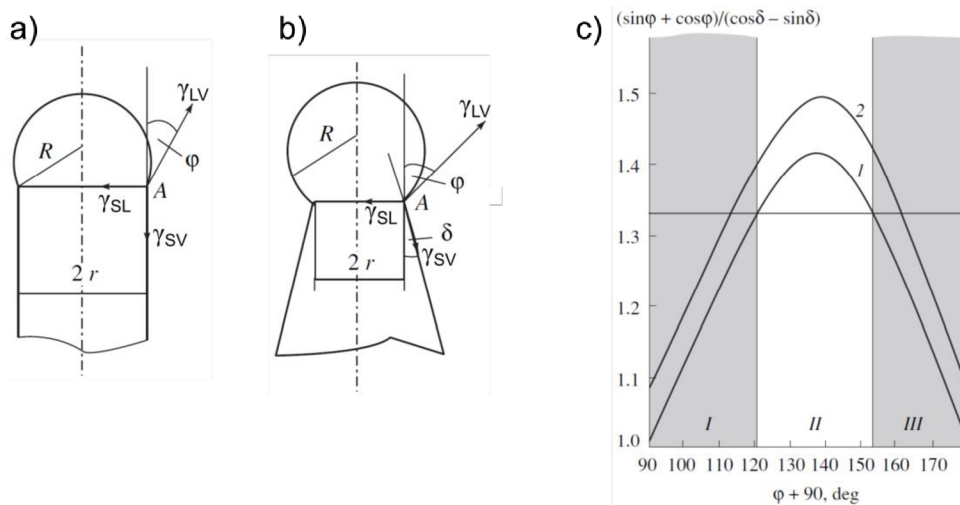 a)
γLV
R
φ
A
γSL
γSV
2 r
b)
γLV
R
φ
A
γSL
δ
γSV
2 r
c)
(sinφ + cosφ)/(cosδ – sinδ)
1.5
1.4
1.3
1.2
1.1
1.0
2
1
I II III
90 100 110 120 130 140 150 160 170
φ + 90, deg